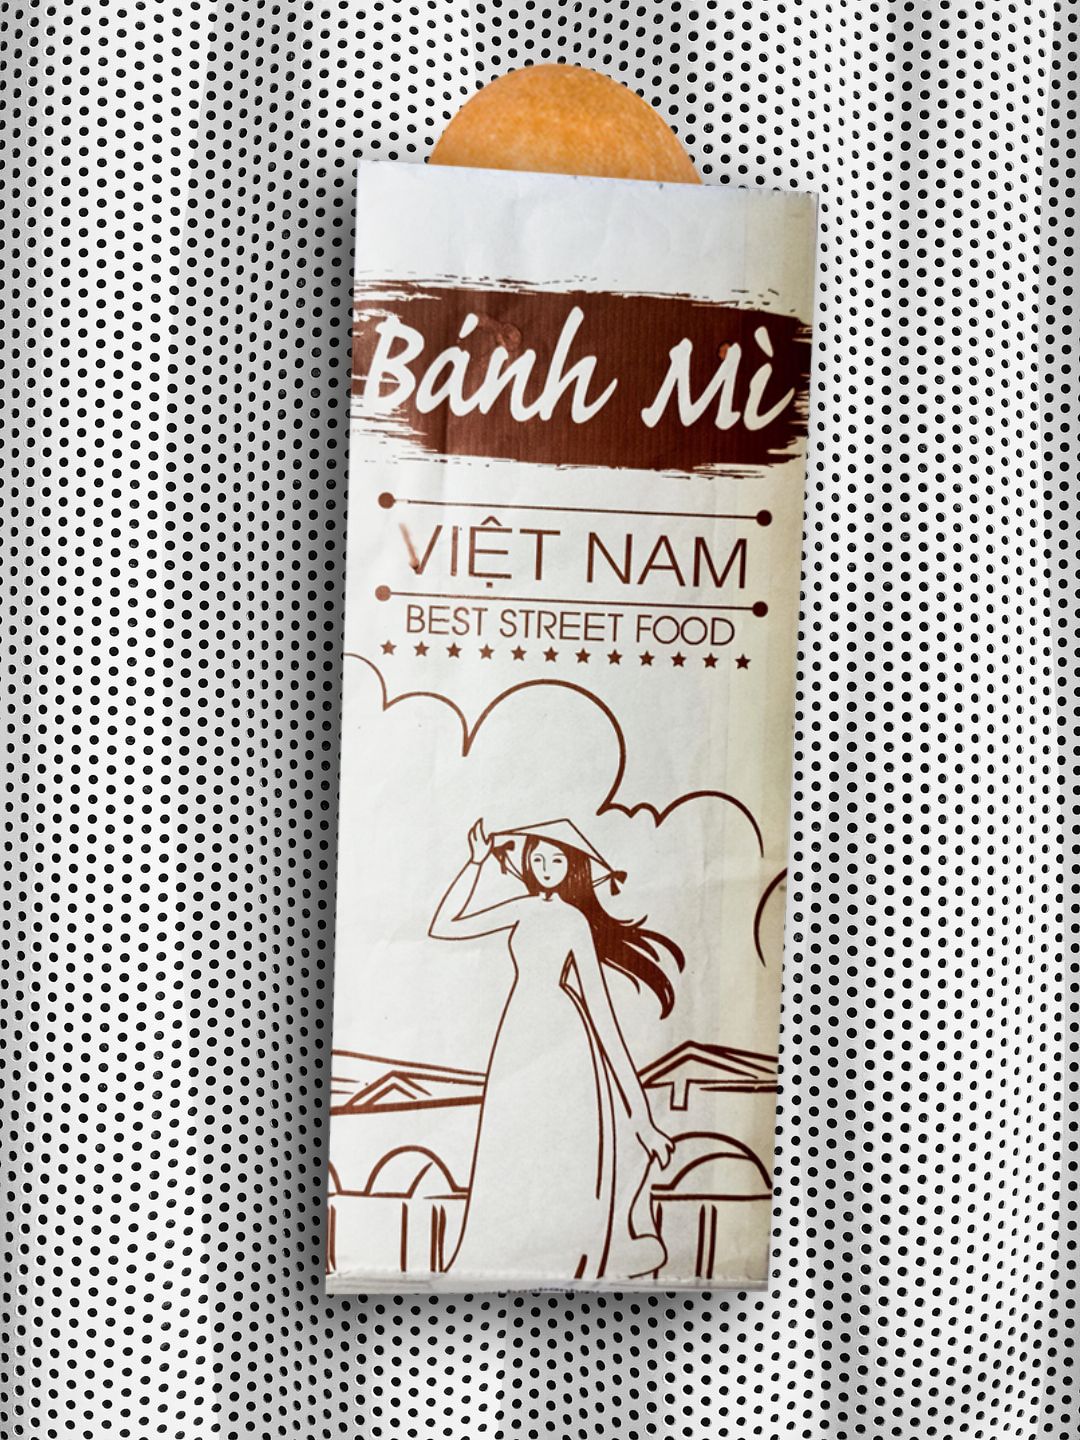 Bánh Mì
VIỆT NAM
BEST STREET FOOD